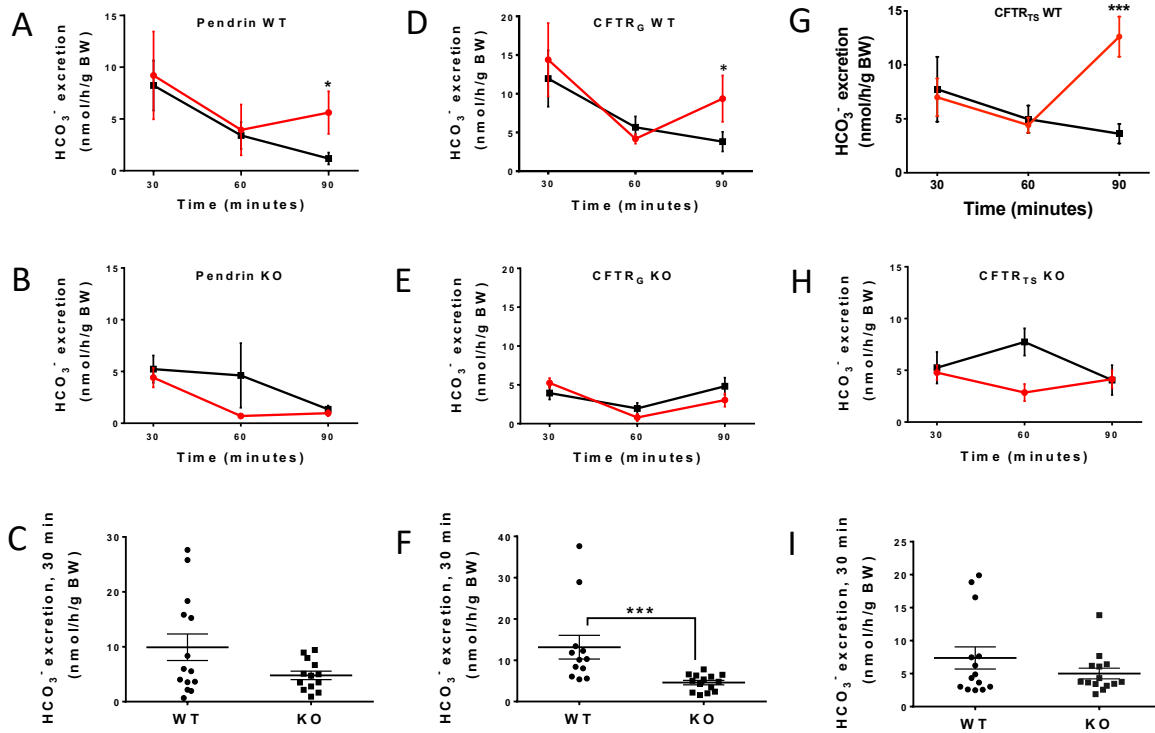 A
Pendrin WT
HCO₃⁻ excretion
(nmol/h/g BW)
15
10
5
0
*
30 60 90
Time (minutes)
D
CFTR_G WT
HCO₃⁻ excretion
(nmol/h/g BW)
20
15
10
5
0
*
30 60 90
Time (minutes)
G
CFTR_TS WT
HCO₃⁻ excretion
(nmol/h/g BW)
15
10
5
0
***
30 60 90
Time (minutes)
B
Pendrin KO
HCO₃⁻ excretion
(nmol/h/g BW)
15
10
5
0
30 60 90
Time (minutes)
E
CFTR_G KO
HCO₃⁻ excretion
(nmol/h/g BW)
20
15
10
5
0
30 60 90
Time (minutes)
H
CFTR_TS KO
HCO₃⁻ excretion
(nmol/h/g BW)
15
10
5
0
30 60 90
Time (minutes)
C
HCO₃⁻ excretion, 30 min
(nmol/h/g BW)
30
20
10
0
WT KO
F
HCO₃⁻ excretion, 30 min
(nmol/h/g BW)
40
30
20
10
0
***
WT KO
I
HCO₃⁻ excretion, 30 min
(nmol/h/g BW)
25
20
15
10
5
0
WT KO